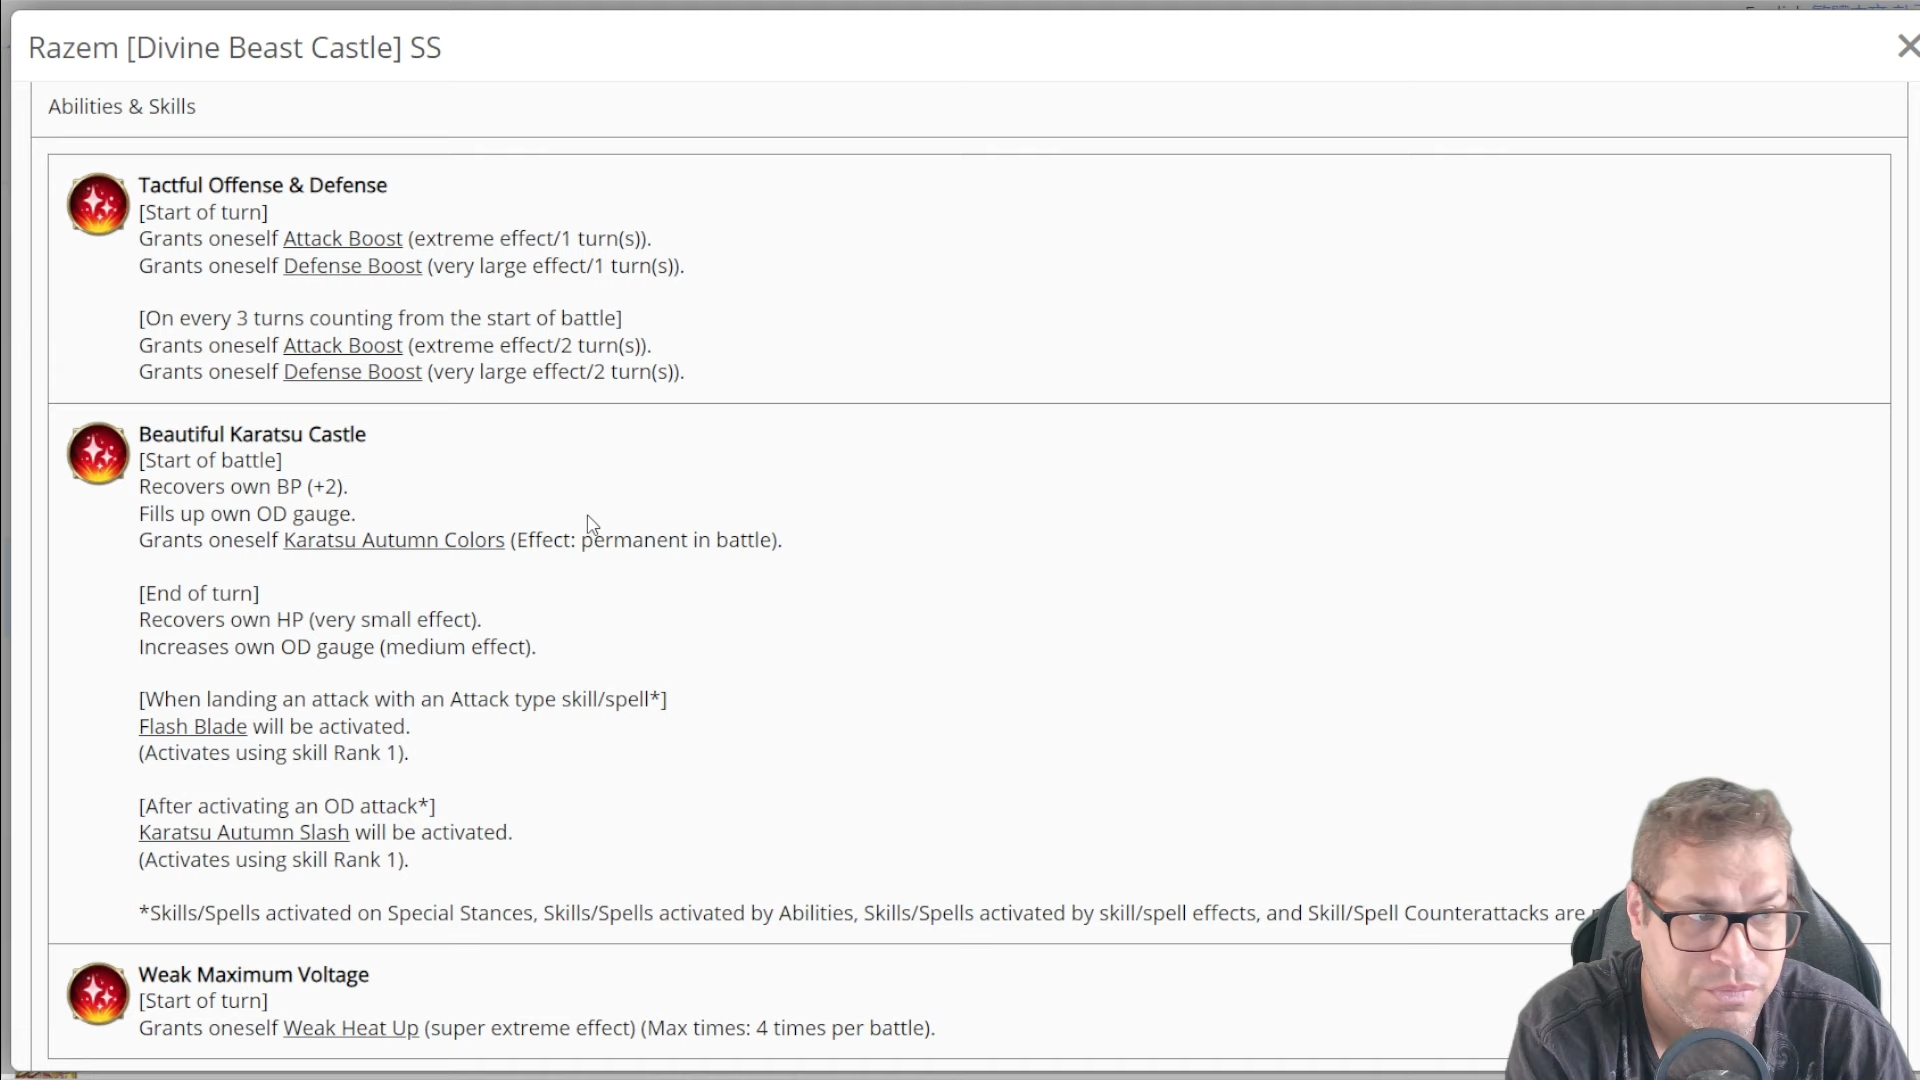 Razem [Divine Beast Castle] SS
Abilities & Skills
Tactful Offense & Defense
[Start of turn]
Grants oneself Attack Boost (extreme effect/1 turn(s)).
Grants oneself Defense Boost (very large effect/1 turn(s)).
[On every 3 turns counting from the start of battle]
Grants oneself Attack Boost (extreme effect/2 turn(s)).
Grants oneself Defense Boost (very large effect/2 turn(s)).
Beautiful Karatsu Castle
[Start of battle]
Recovers own BP (+2).
Fills up own OD gauge.
Grants oneself Karatsu Autumn Colors (Effect: permanent in battle).
[End of turn]
Recovers own HP (very small effect).
Increases own OD gauge (medium effect).
[When landing an attack with an Attack type skill/spell*]
Flash Blade will be activated.
(Activates using skill Rank 1).
[After activating an OD attack*]
Karatsu Autumn Slash will be activated.
(Activates using skill Rank 1).
*Skills/Spells activated on Special Stances, Skills/Spells activated by Abilities, Skills/Spells activated by skill/spell effects, and Skill/Spell Counterattacks are
Weak Maximum Voltage
[Start of turn]
Grants oneself Weak Heat Up (super extreme effect) (Max times: 4 times per battle).